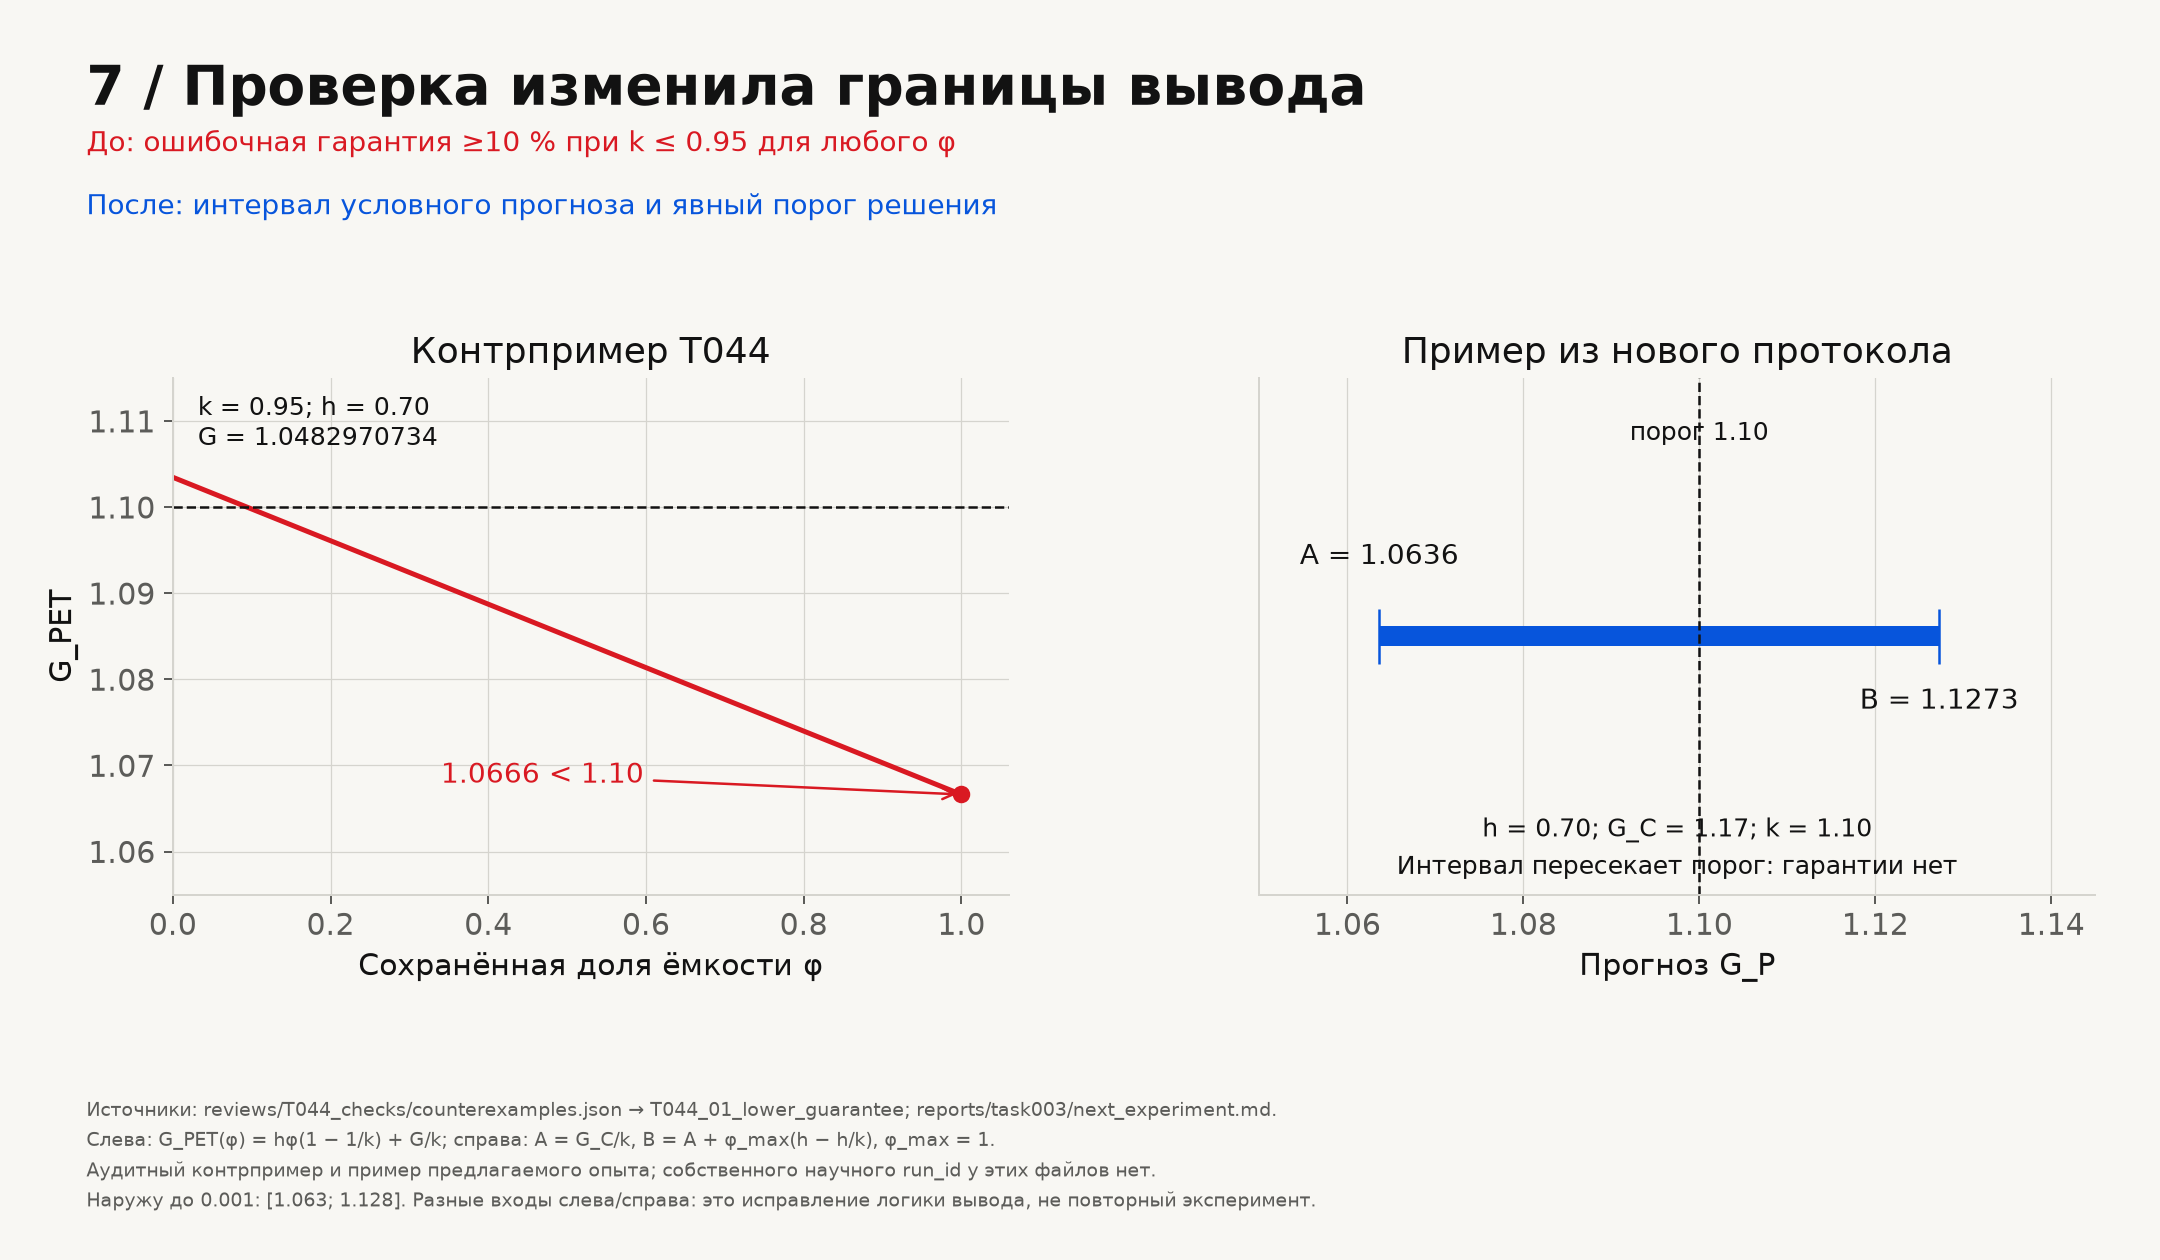 7 / Проверка изменила границы вывода
До: ошибочная гарантия ≥10 % при k ≤ 0.95 для любого φ
После: интервал условного прогноза и явный порог решения
Контрпример T044
k = 0.95; h = 0.70
G = 1.0482970734
1.11
1.10
1.09
1.08
1.07
1.06
G_PET
1.0666 < 1.10
0.0 0.2 0.4 0.6 0.8 1.0
Сохранённая доля ёмкости φ
Пример из нового протокола
порог 1.10
A = 1.0636
B = 1.1273
h = 0.70; G_C = 1.17; k = 1.10
Интервал пересекает порог: гарантии нет
1.06 1.08 1.10 1.12 1.14
Прогноз G_P
Источники: reviews/T044_checks/counterexamples.json → T044_01_lower_guarantee; reports/task003/next_experiment.md.
Слева: G_PET(φ) = hφ(1 − 1/k) + G/k; справа: A = G_C/k, B = A + φ_max(h − h/k), φ_max = 1.
Аудитный контрпример и пример предлагаемого опыта; собственного научного run_id у этих файлов нет.
Наружу до 0.001: [1.063; 1.128]. Разные входы слева/справа: это исправление логики вывода, не повторный эксперимент.